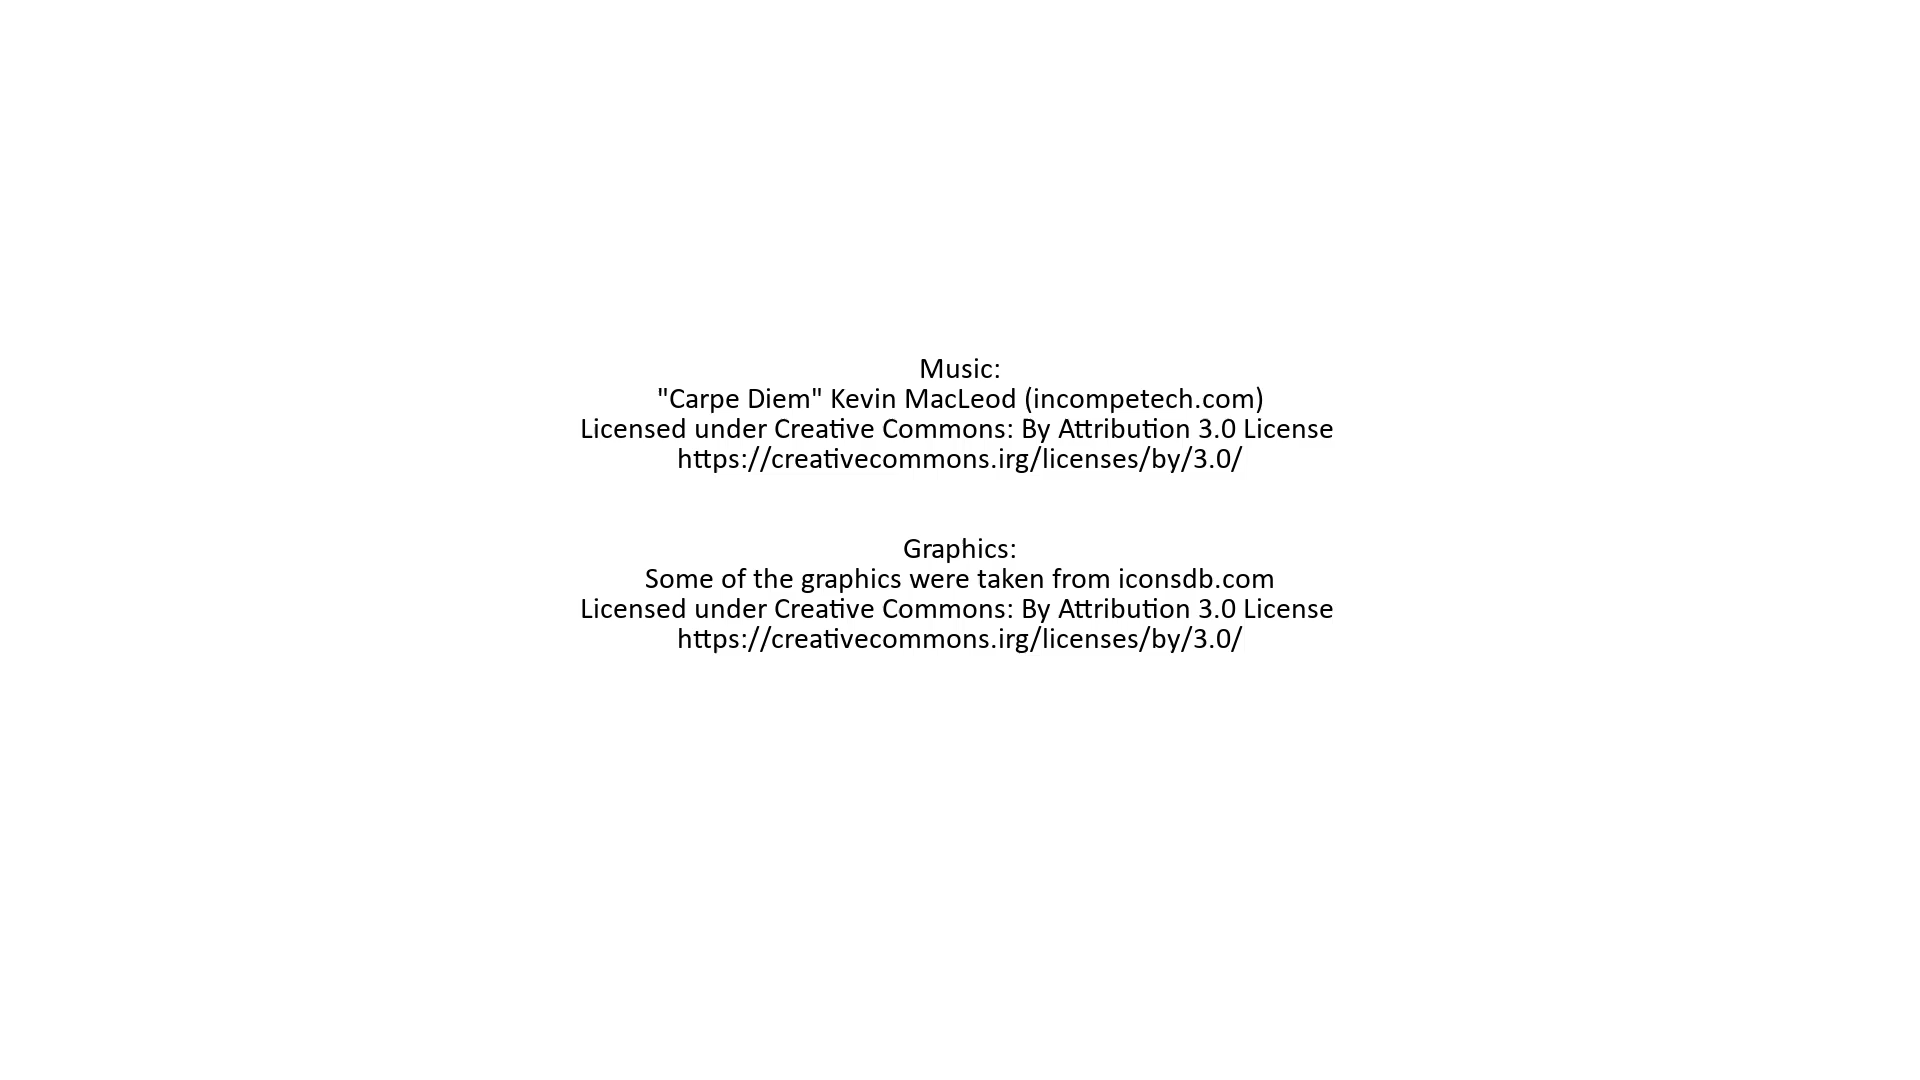 Music:
"Carpe Diem" Kevin MacLeod (incompetech.com)
Licensed under Creative Commons: By Attribution 3.0 License
https://creativecommons.irg/licenses/by/3.0/
Graphics:
Some of the graphics were taken from iconsdb.com
Licensed under Creative Commons: By Attribution 3.0 License
https://creativecommons.irg/licenses/by/3.0/